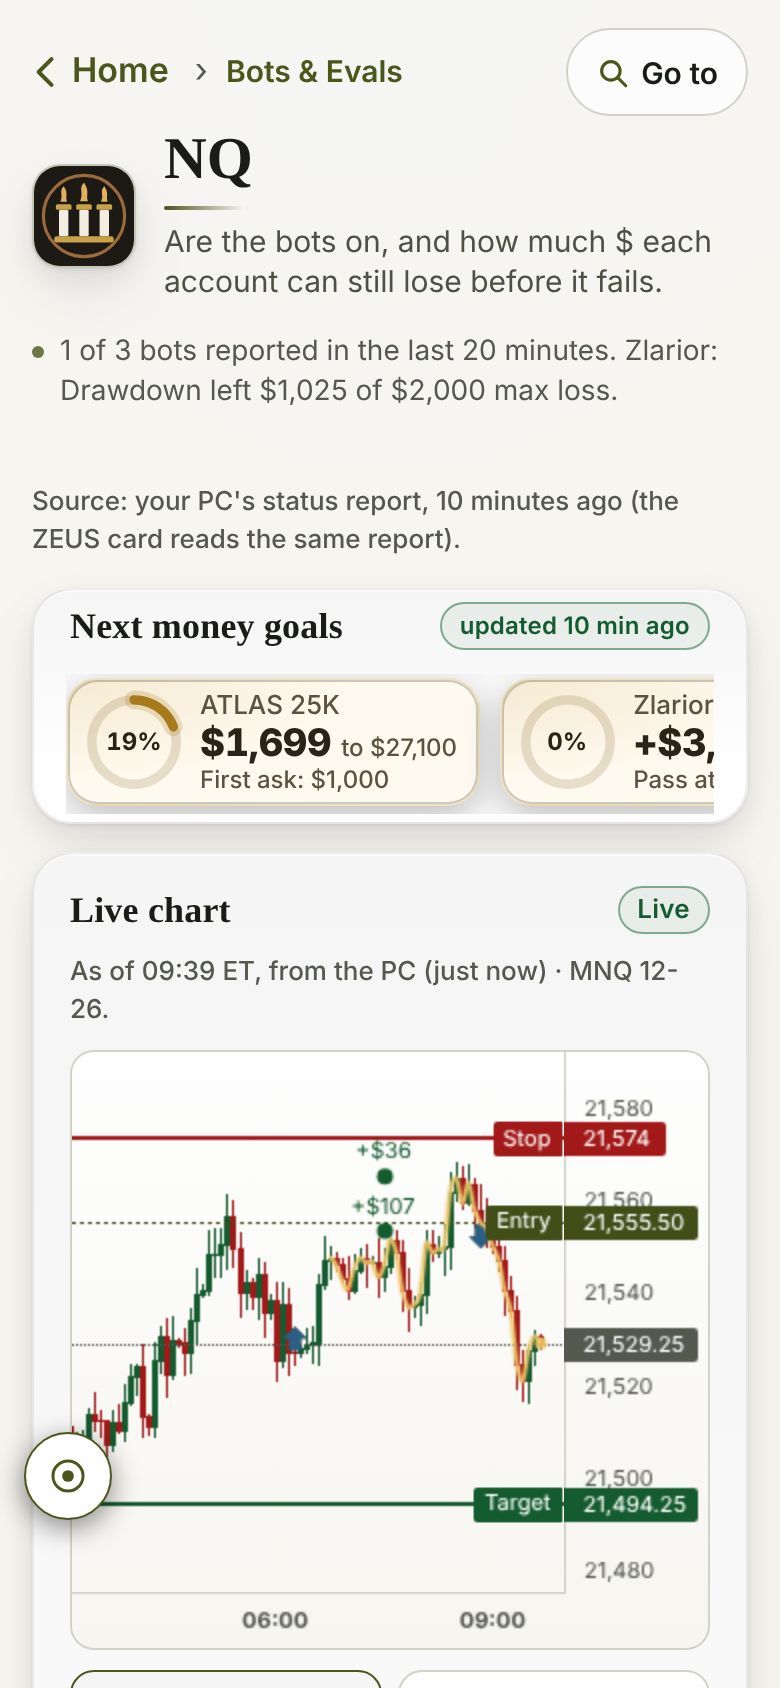 Home › Bots & Evals
Go to
NQ
Are the bots on, and how much $ each
account can still lose before it fails.
1 of 3 bots reported in the last 20 minutes. Zlarior:
Drawdown left $1,025 of $2,000 max loss.
Source: your PC's status report, 10 minutes ago (the
ZEUS card reads the same report).
Next money goals
updated 10 min ago
19%
ATLAS 25K
$1,699 to $27,100
First ask: $1,000
0%
Zlarior
+$3,
Pass at
Live chart
Live
As of 09:39 ET, from the PC (just now) · MNQ 12-
26.
21,580
Stop 21,574
+$36
21,560
+$107
Entry 21,555.50
21,540
21,529.25
21,520
21,500
Target 21,494.25
21,480
06:00
09:00